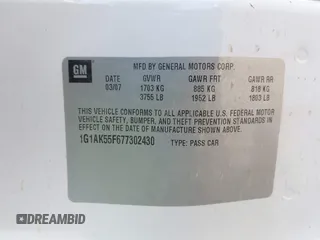 GM
MFD BY GENERAL MOTORS CORP.
DATE GVWR GAWR FRT GAWR RR
03/07 1703 KG 885 KG 818 KG
3755 LB 1952 LB 1803 LB
THIS VEHICLE CONFORMS TO ALL APPLICABLE U.S. FEDERAL MOTOR
VEHICLE SAFETY, BUMPER, AND THEFT PREVENTION STANDARDS IN
EFFECT ON THE DATE OF MANUFACTURE SHOWN ABOVE.
1G1AK55F677302430 TYPE: PASS CAR
DREAMBID